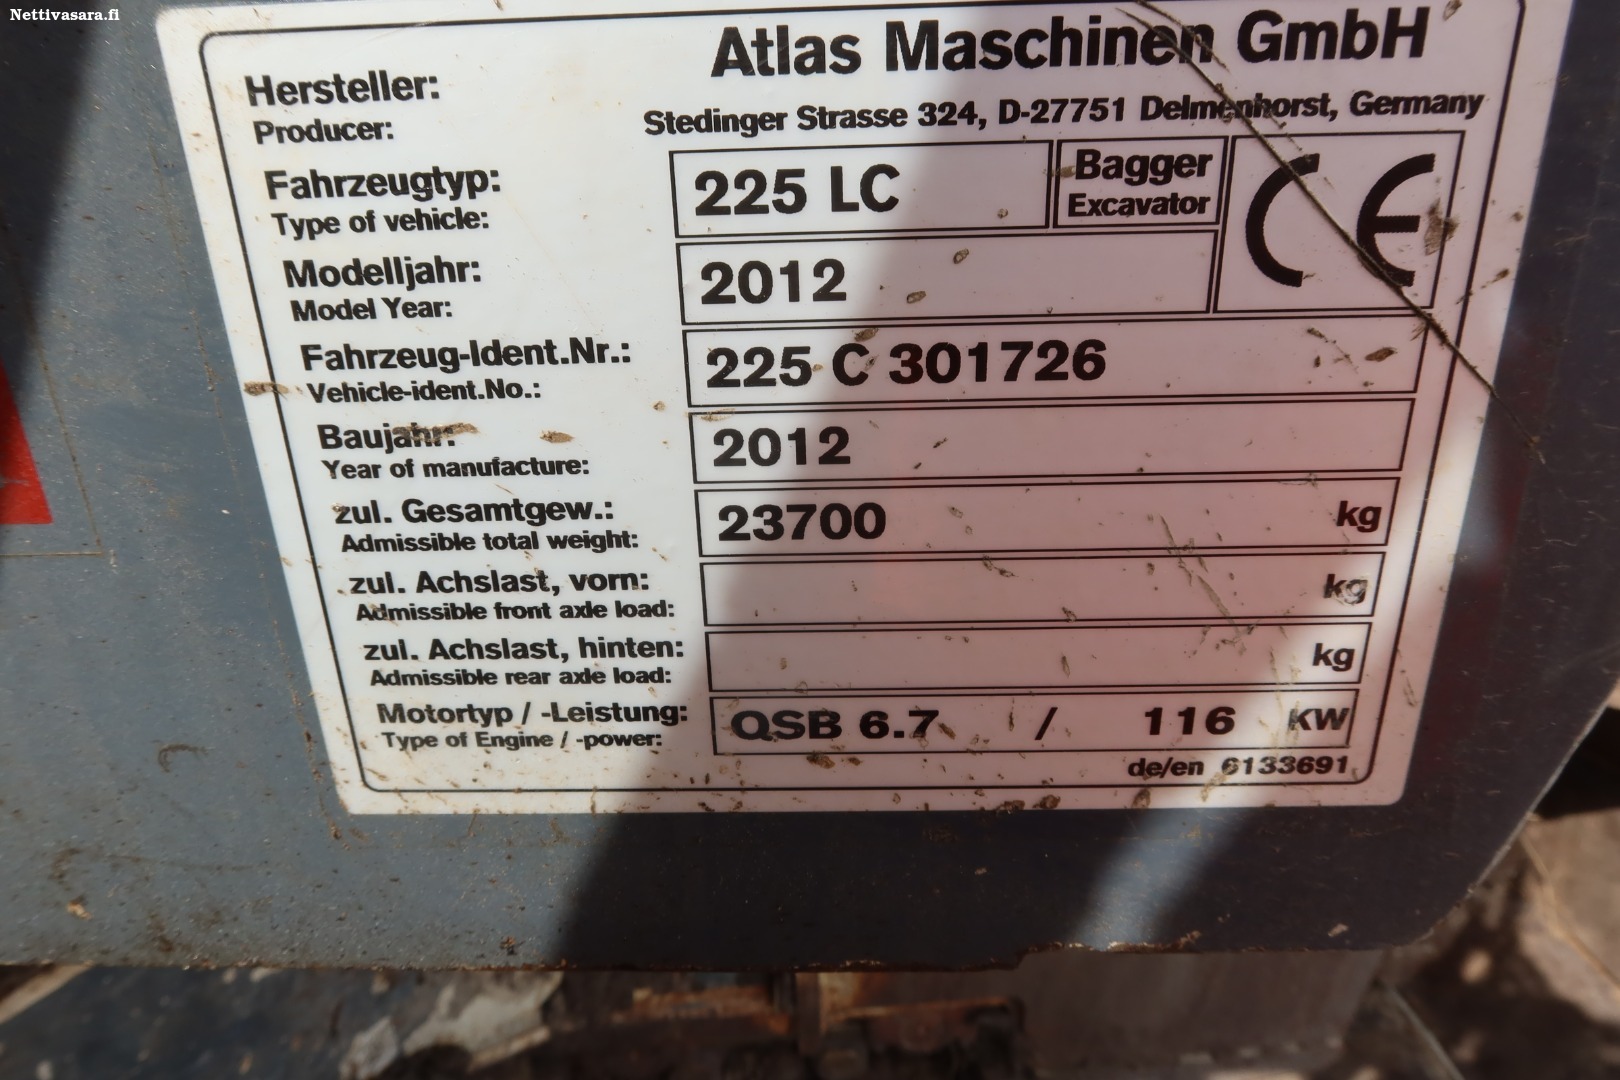 Nettivasara.fi
Atlas Maschinen GmbH
Hersteller:
Producer:
Stedinger Strasse 324, D-27751 Delmenhorst, Germany
Fahrzeugtyp:
Type of vehicle:
225 LC
Bagger
Excavator
CE
Modelljahr:
Model Year:
2012
Fahrzeug-Ident.Nr.:
Vehicle-ident.No.:
225 C 301726
Baujahr:
Year of manufacture:
2012
zul. Gesamtgew.:
Admissible total weight:
23700 kg
zul. Achslast, vorn:
Admissible front axle load:
kg
zul. Achslast, hinten:
Admissible rear axle load:
kg
Motortyp / -Leistung:
Type of Engine / -power:
QSB 6.7 / 116 KW
de/en 6133691